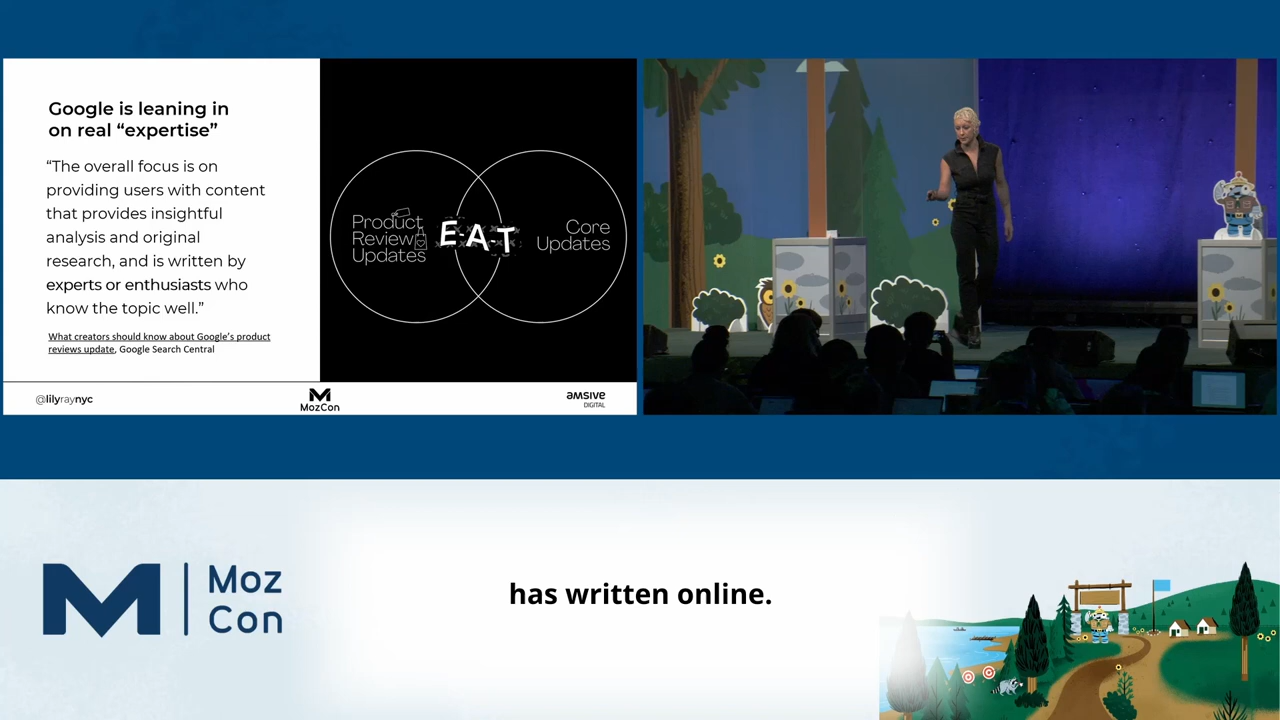 Google is leaning in
on real “expertise”
“The overall focus is on
providing users with content
that provides insightful
analysis and original
research, and is written by
experts or enthusiasts who
know the topic well.”
What creators should know about Google’s product
reviews update, Google Search Central
Product
Review
Updates
E-A-T
Core
Updates
@lilyraynyc
M
MozCon
amsive
DIGITAL
M
Moz
Con
has written online.